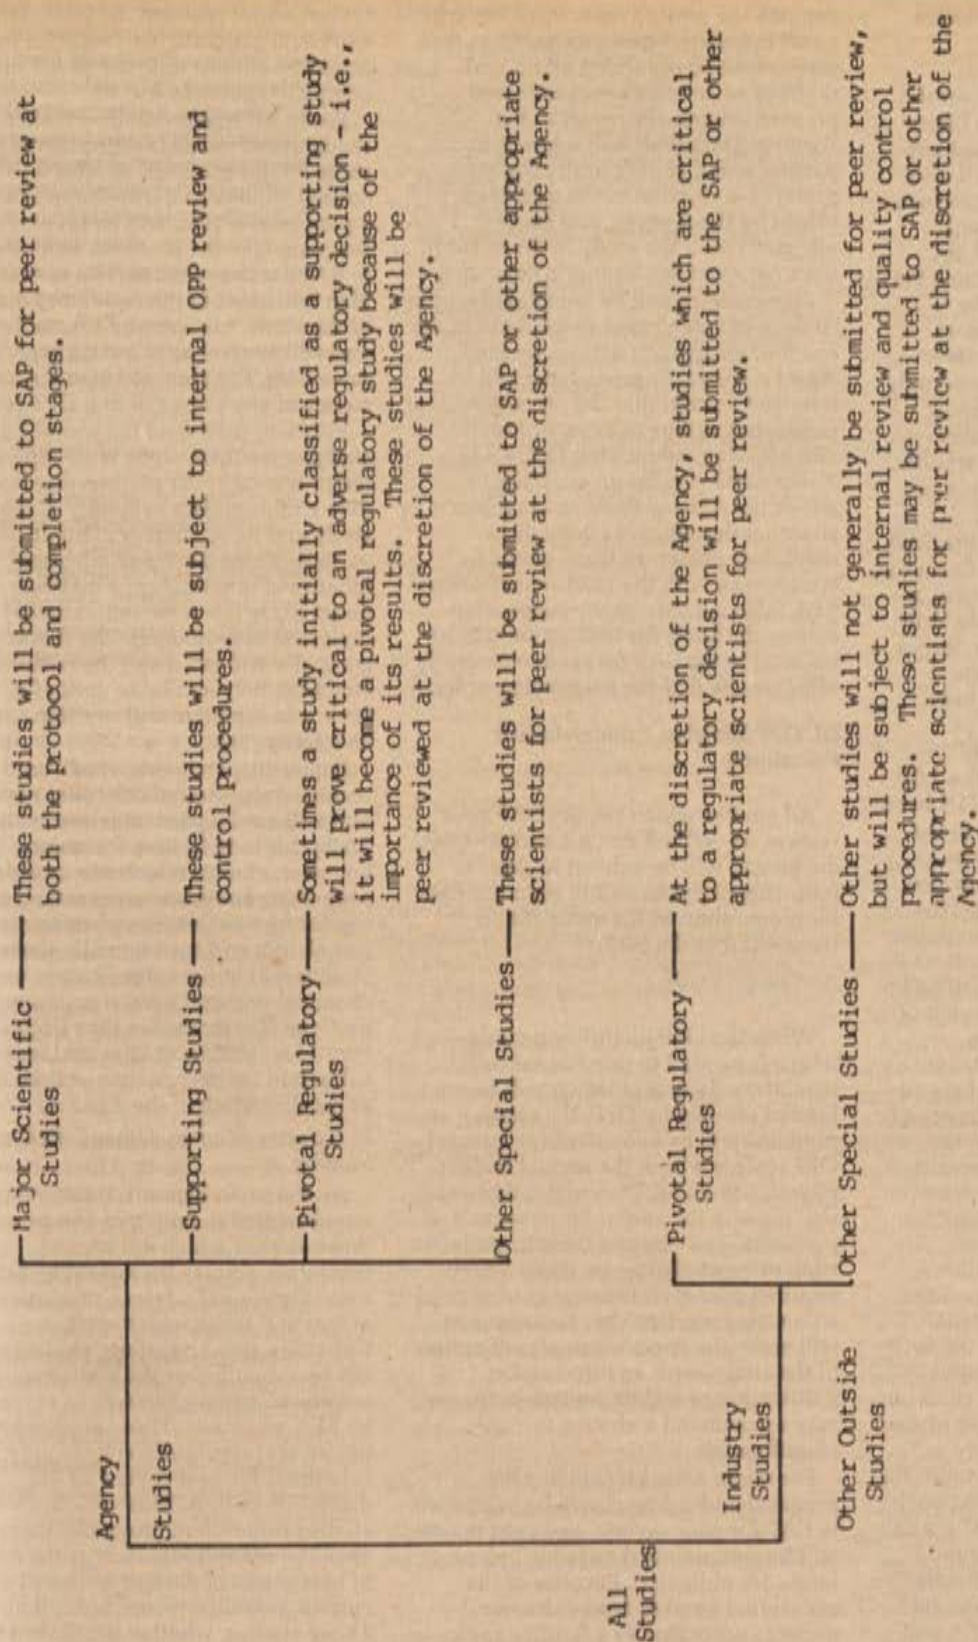 All
Studies
Agency
Studies
Major Scientific
Studies
These studies will be submitted to SAP for peer review at
both the protocol and completion stages.
Supporting Studies
These studies will be subject to internal OPP review and
control procedures.
Pivotal Regulatory
Studies
Sometimes a study initially classified as a supporting study
will prove critical to an adverse regulatory decision - i.e.,
it will become a pivotal regulatory study because of the
importance of its results. These studies will be
peer reviewed at the discretion of the Agency.
Other Special Studies
These studies will be submitted to SAP or other appropriate
scientists for peer review at the discretion of the Agency.
Industry
Studies
Other Outside
Studies
Pivotal Regulatory
Studies
At the discretion of the Agency, studies which are critical
to a regulatory decision will be submitted to the SAP or other
appropriate scientists for peer review.
Other Special Studies
Other studies will not generally be submitted for peer review,
but will be subject to internal review and quality control
procedures. These studies may be submitted to SAP or other
appropriate scientists for peer review at the discretion of the
Agency.